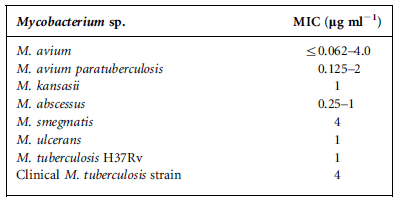 Mycobacterium sp. MIC (μg ml⁻¹)
M. avium ≤0.062–4.0
M. avium paratuberculosis 0.125–2
M. kansasii 1
M. abscessus 0.25–1
M. smegmatis 4
M. ulcerans 1
M. tuberculosis H37Rv 1
Clinical M. tuberculosis strain 4